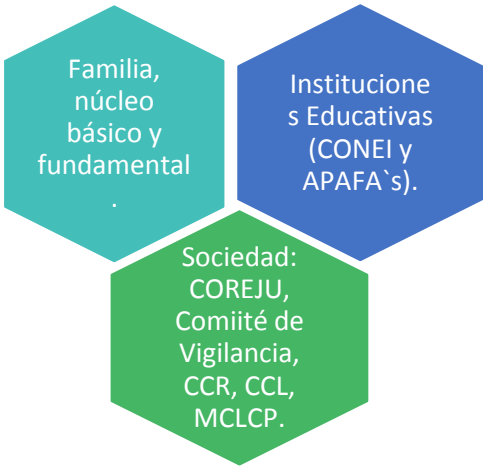 Familia,
núcleo
básico y
fundamental
.
Institucione
s Educativas
(CONEI y
APAFA`s).
Sociedad:
COREJU,
Comiité de
Vigilancia,
CCR, CCL,
MCLCP.